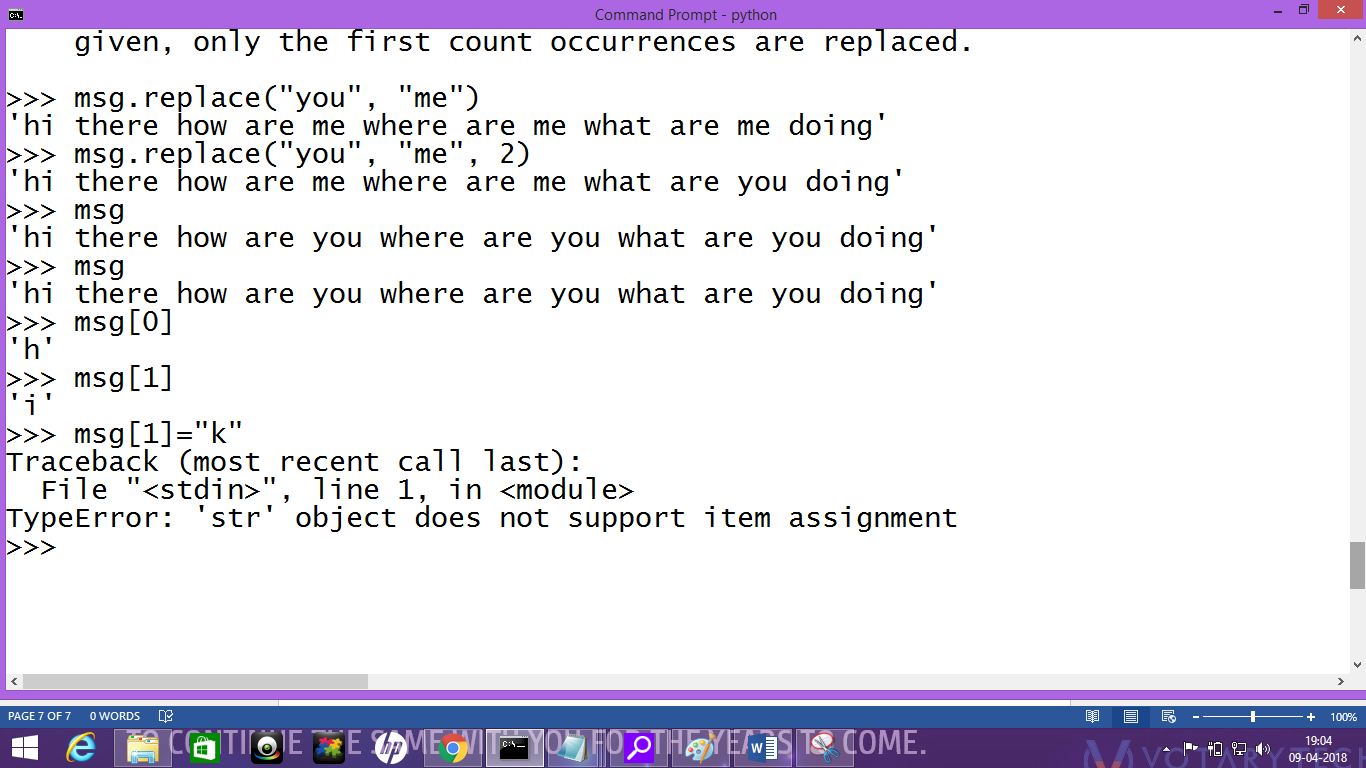 Command Prompt - python
    given, only the first count occurrences are replaced.
>>> msg.replace("you", "me")
'hi there how are me where are me what are me doing'
>>> msg.replace("you", "me", 2)
'hi there how are me where are me what are you doing'
>>> msg
'hi there how are you where are you what are you doing'
>>> msg
'hi there how are you where are you what are you doing'
>>> msg[0]
'h'
>>> msg[1]
'i'
>>> msg[1]="k"
Traceback (most recent call last):
  File "<stdin>", line 1, in <module>
TypeError: 'str' object does not support item assignment
>>>
PAGE 7 OF 7 0 WORDS 100%
CONTINUE THE SAME WITH YOU FOR THE YEARS TO COME.
VOTARY TECH
19:04
09-04-2018